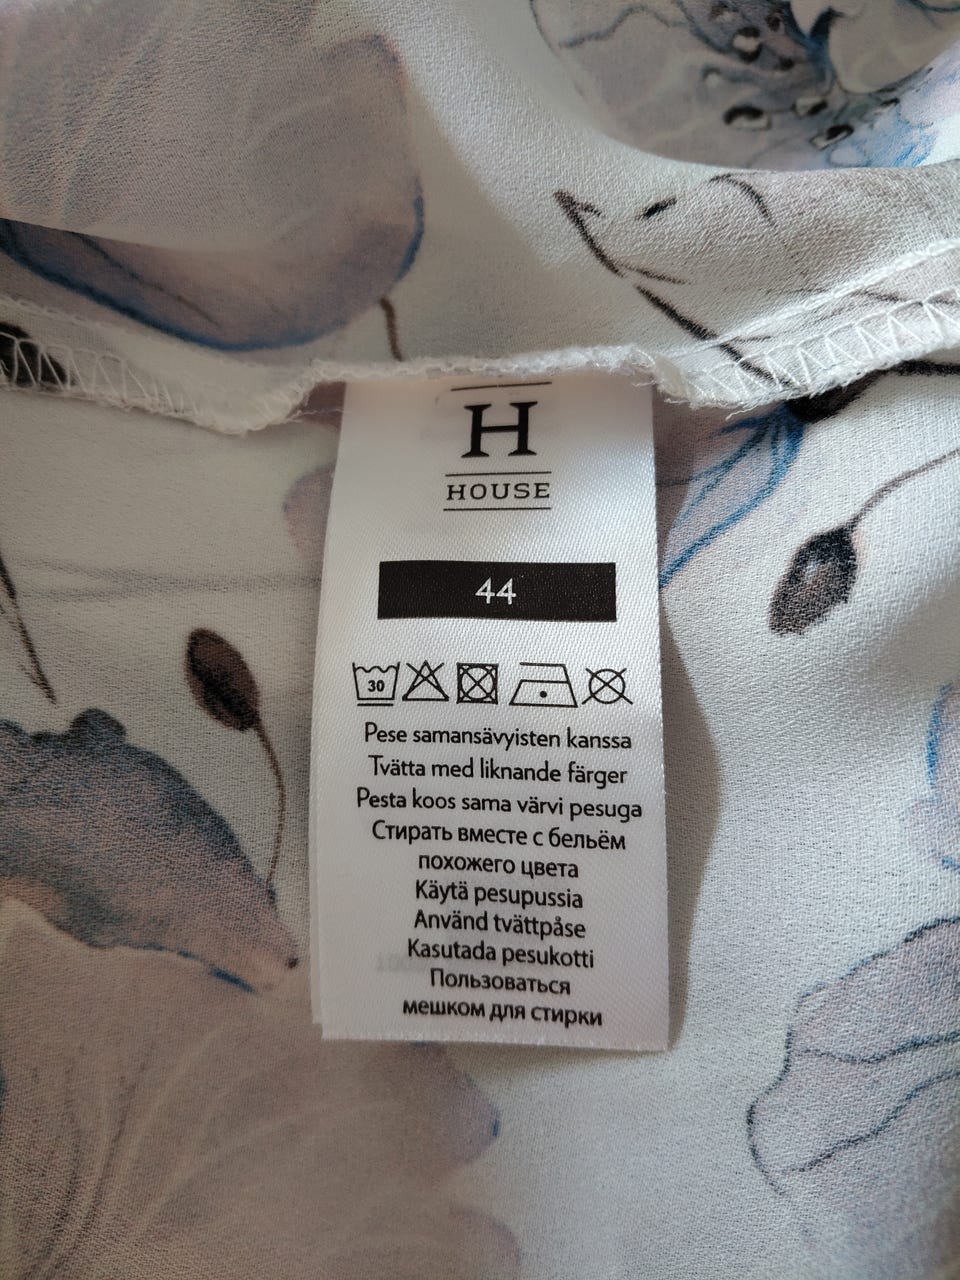 H
HOUSE
44
30
Pese samansävyisten kanssa
Tvätta med liknande färger
Pesta koos sama värvi pesuga
Стирать вместе с бельём
похожего цвета
Käytä pesupussia
Använd tvättpåse
Kasutada pesukotti
Пользоваться
мешком для стирки